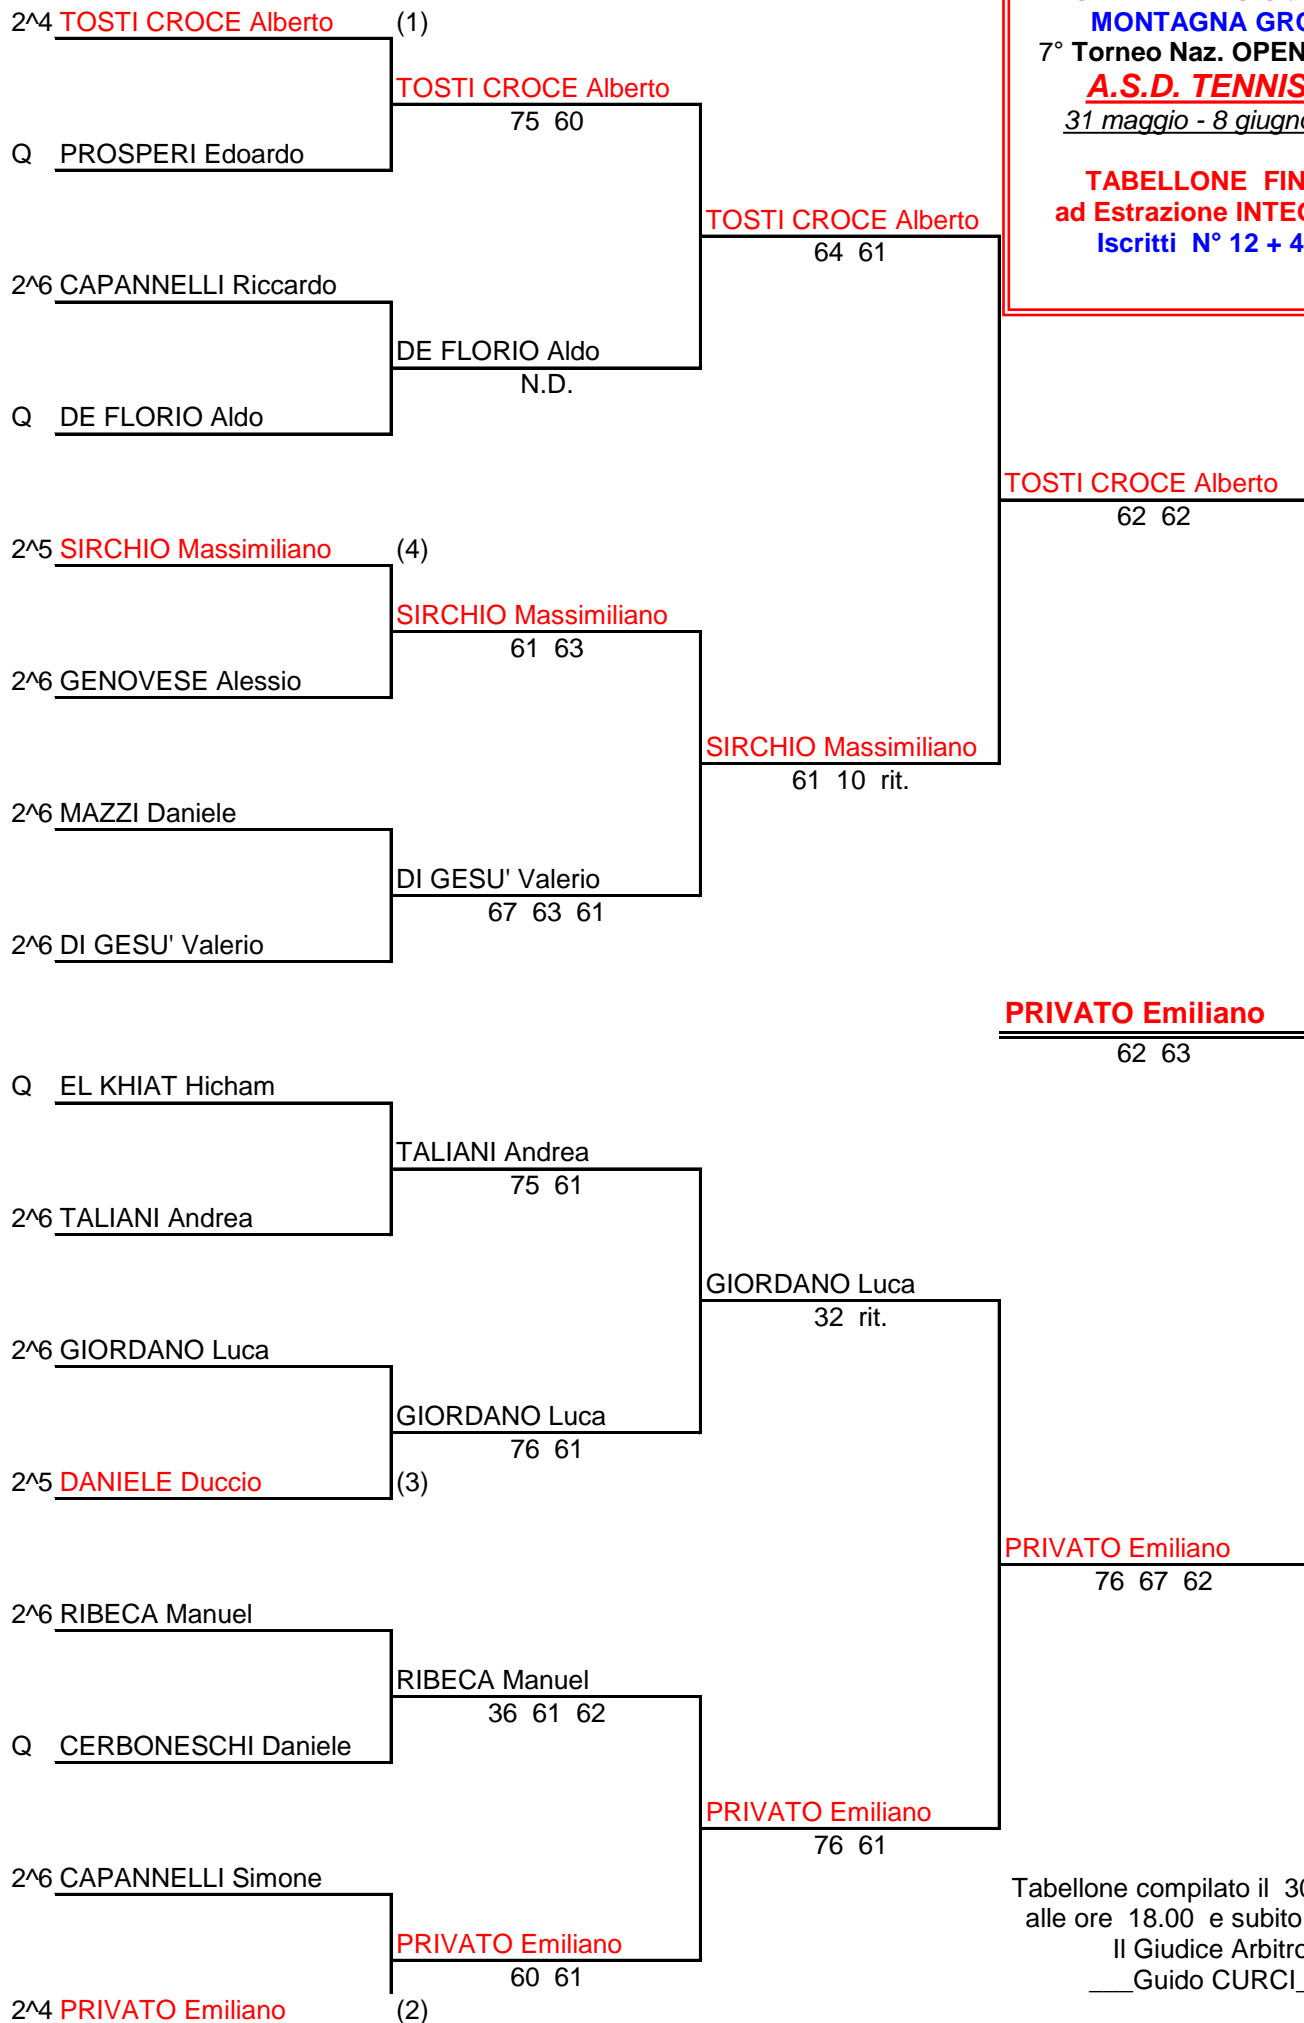 2^4 TOSTI CROCE Alberto (1)
MONTAGNA
7° Torneo Naz. OPEN
TOSTI CROCE Alberto
A.S.D. TENNIS
75 60
31 maggio - 8
Q PROSPERI Edoardo
TABELLONE
TOSTI CROCE Alberto
ad Estrazione
64 61
Iscritti N° 12 + 4
2^6 CAPANNELLI Riccardo
DE FLORIO Aldo
N.D.
Q DE FLORIO Aldo
TOSTI CROCE Alberto
62 62
2^5 SIRCHIO Massimiliano (4)
SIRCHIO Massimiliano
61 63
2^6 GENOVESE Alessio
SIRCHIO Massimiliano
61 10 rit.
2^6 MAZZI Daniele
DI GESU' Valerio
67 63 61
2^6 DI GESU' Valerio
PRIVATO Emiliano
62 63
Q EL KHIAT Hicham
TALIANI Andrea
75 61
2^6 TALIANI Andrea
GIORDANO Luca
32 rit.
2^6 GIORDANO Luca
GIORDANO Luca
76 61
2^5 DANIELE Duccio (3)
PRIVATO Emiliano
76 67 62
2^6 RIBECA Manuel
RIBECA Manuel
36 61 62
Q CERBONESCHI Daniele
PRIVATO Emiliano
76 61
2^6 CAPANNELLI Simone
Tabellone compilato il
alle ore 18.00 e subito
PRIVATO Emiliano
Il Giudice
60 61
___Guido CURCI_
2^4 PRIVATO Emiliano (2)